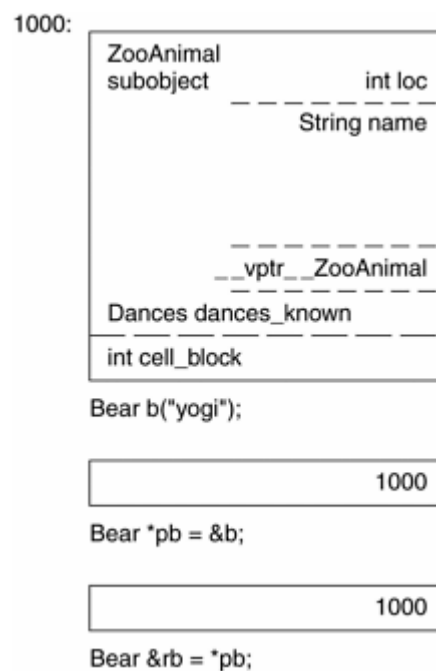 1000:
ZooAnimal
subobject int loc
String name
__vptr__ZooAnimal
Dances dances_known
int cell_block
Bear b("yogi");
1000
Bear *pb = &b;
1000
Bear &rb = *pb;